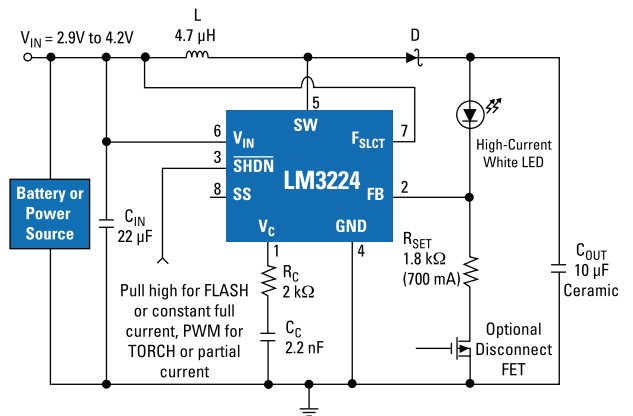 L
4.7 µH
D
VIN = 2.9V to 4.2V
5
SW
6
VIN
FSLCT
7
3
SHDN
LM3224
8
SS
FB
2
VC
GND
1
4
High-Current
White LED
Battery or
Power
Source
CIN
22 µF
RC
2 kΩ
CC
2.2 nF
RSET
1.8 kΩ
(700 mA)
COUT
10 µF
Ceramic
Pull high for FLASH
or constant full
current, PWM for
TORCH or partial
current
Optional
Disconnect
FET